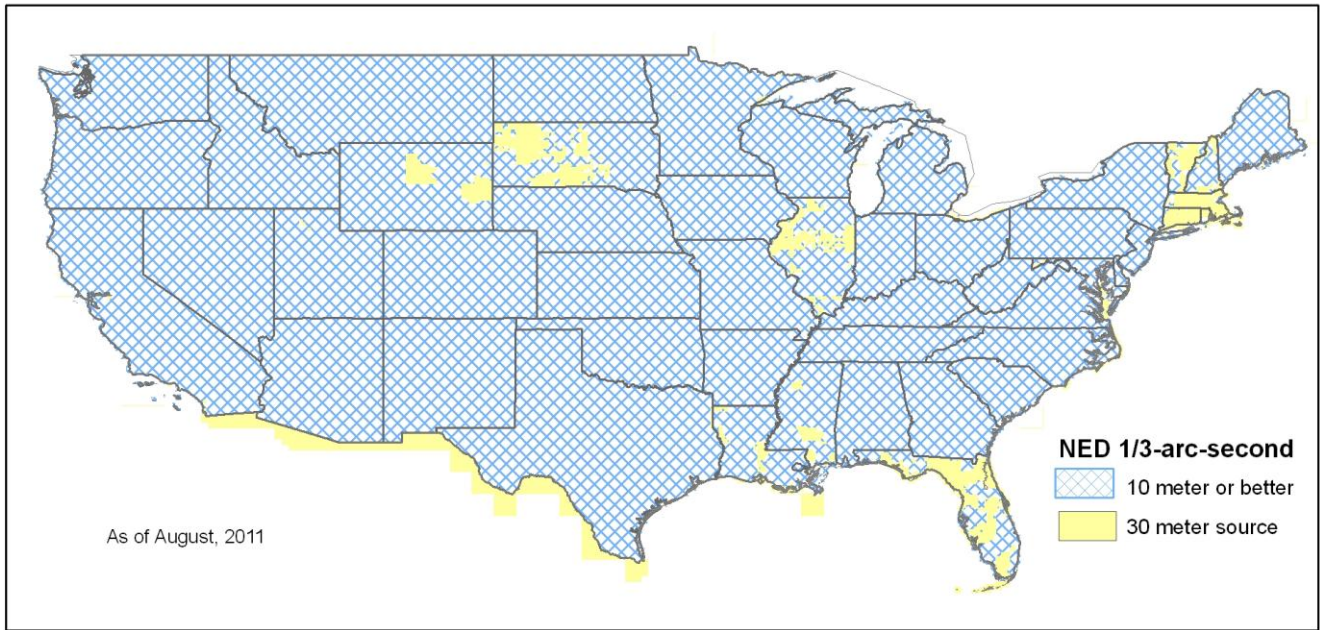 NED 1/3-arc-second
10 meter or better
30 meter source
As of August, 2011